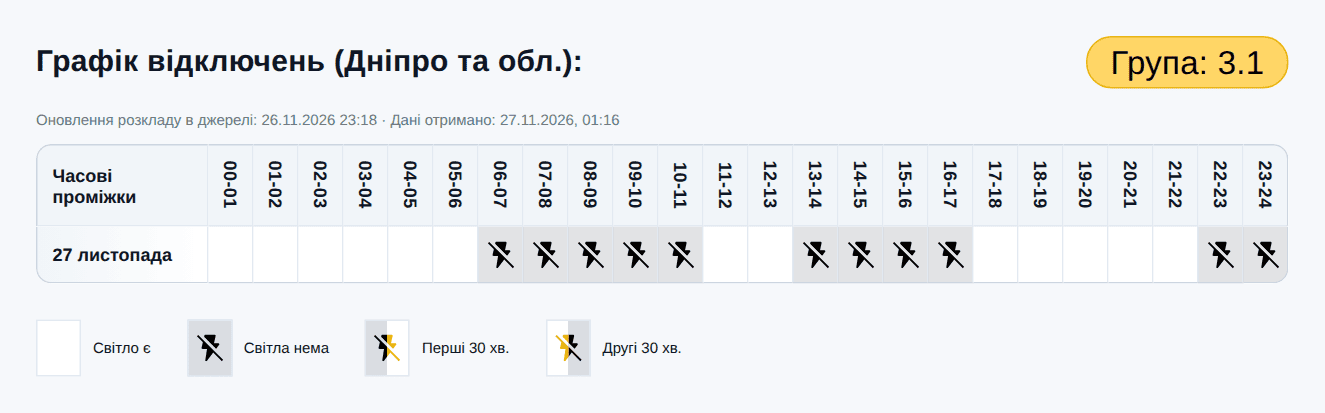 Графік відключень (Дніпро та обл.):
Група: 3.1
Оновлення розкладу в джерелі: 26.11.2026 23:18 · Дані отримано: 27.11.2026, 01:16
Часові
проміжки
00-01
01-02
02-03
03-04
04-05
05-06
06-07
07-08
08-09
09-10
10-11
11-12
12-13
13-14
14-15
15-16
16-17
17-18
18-19
19-20
20-21
21-22
22-23
23-24
27 листопада
Світло є
Світла нема
Перші 30 хв.
Другі 30 хв.